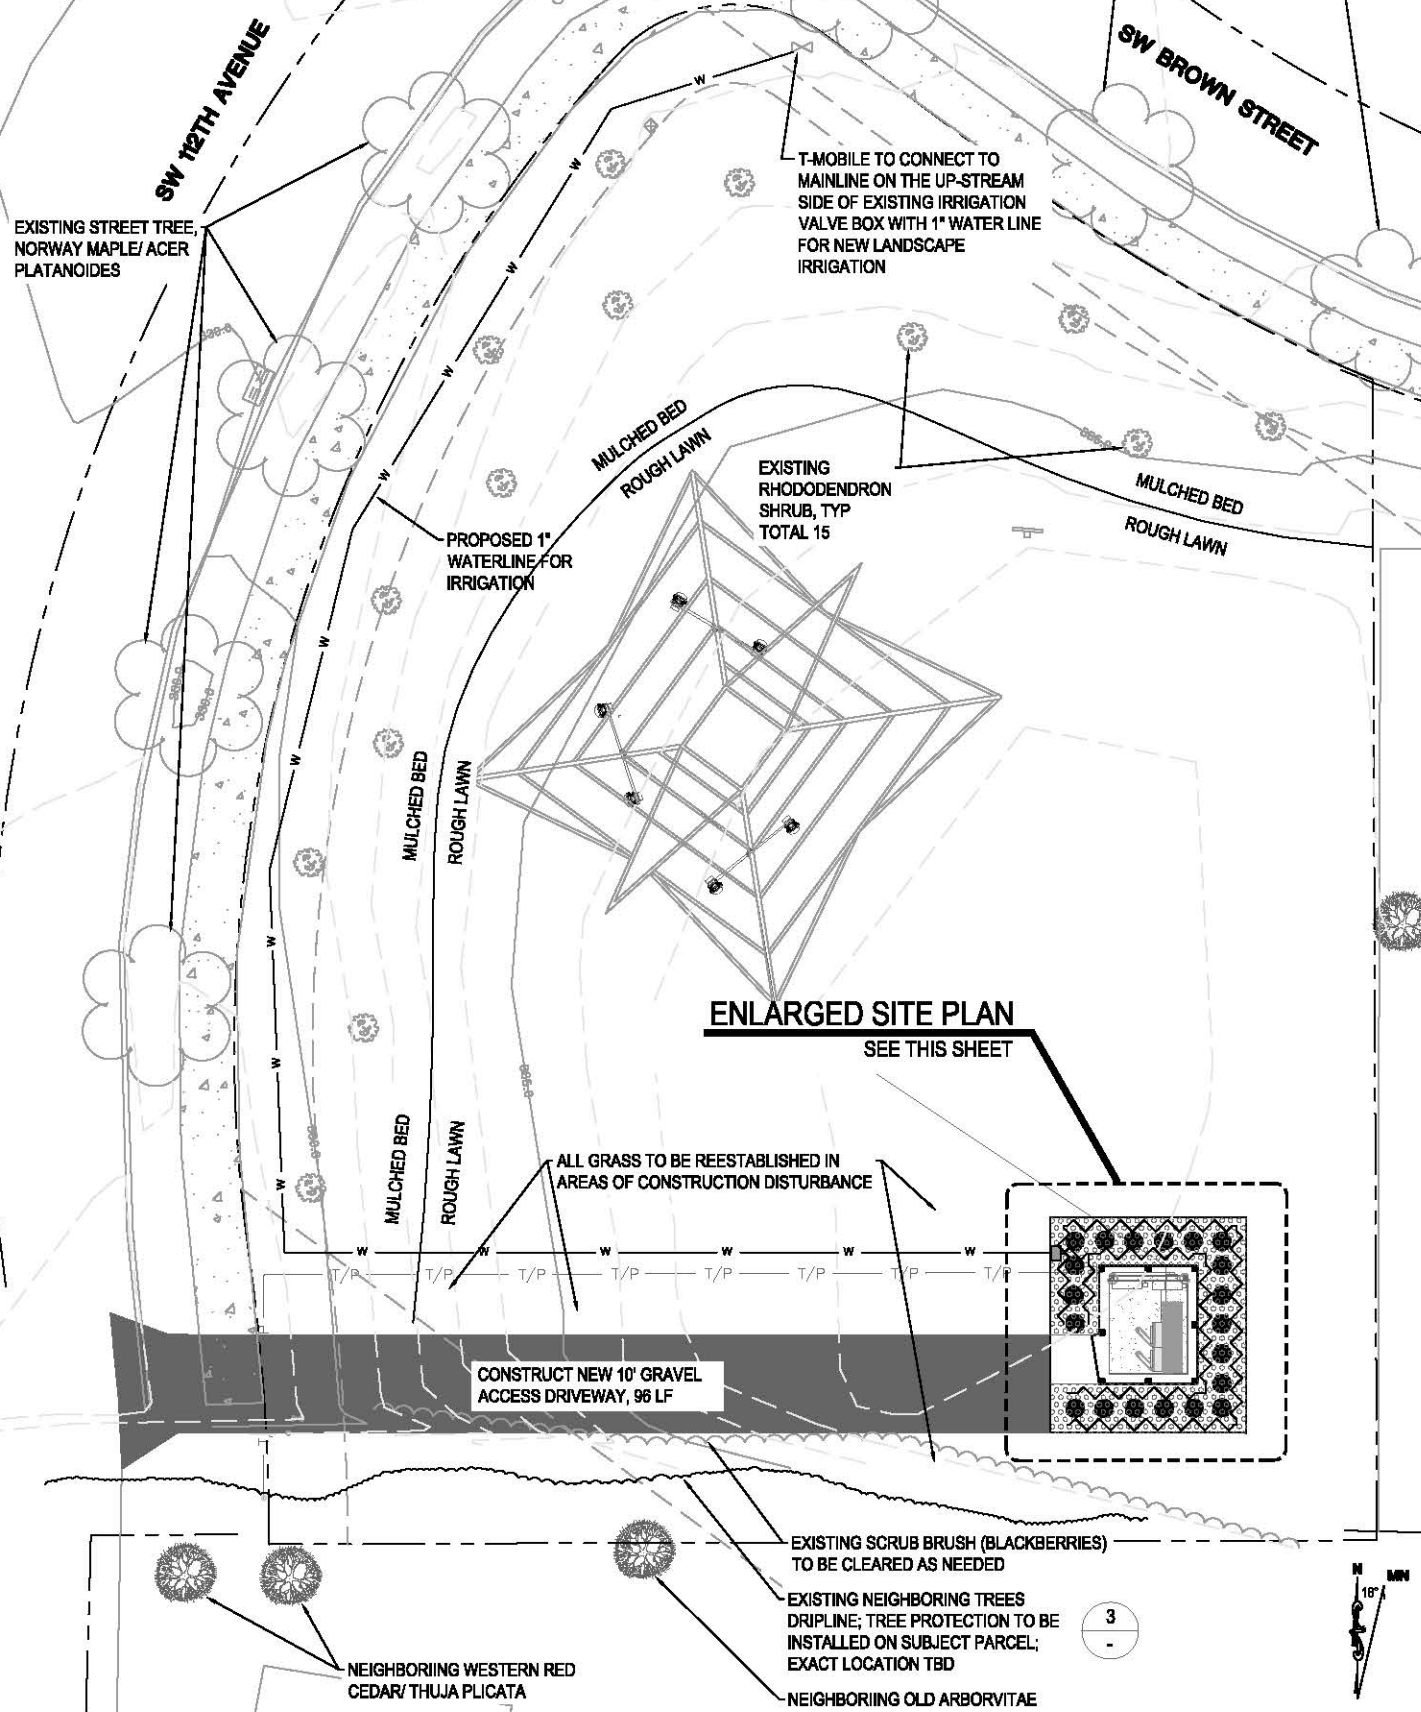 SW 112TH AVENUE
SW BROWN STREET
EXISTING STREET TREE,
NORWAY MAPLE/ ACER
PLATANOIDES
T-MOBILE TO CONNECT TO
MAINLINE ON THE UP-STREAM
SIDE OF EXISTING IRRIGATION
VALVE BOX WITH 1" WATER LINE
FOR NEW LANDSCAPE
IRRIGATION
W
W
W
W
W
MULCHED BED
ROUGH LAWN
EXISTING
RHODODENDRON
SHRUB, TYP
TOTAL 15
MULCHED BED
ROUGH LAWN
PROPOSED 1"
WATERLINE FOR
IRRIGATION
W
W
MULCHED BED
ROUGH LAWN
W
W
W
ENLARGED SITE PLAN
SEE THIS SHEET
MULCHED BED
ROUGH LAWN
ALL GRASS TO BE REESTABLISHED IN
AREAS OF CONSTRUCTION DISTURBANCE
W W W W W W
T/P T/P T/P T/P T/P T/P T/P T/P
CONSTRUCT NEW 10' GRAVEL
ACCESS DRIVEWAY, 96 LF
EXISTING SCRUB BRUSH (BLACKBERRIES)
TO BE CLEARED AS NEEDED
EXISTING NEIGHBORING TREES
DRIPLINE; TREE PROTECTION TO BE
INSTALLED ON SUBJECT PARCEL;
EXACT LOCATION TBD
3
-
NEIGHBORIING OLD ARBORVITAE
NEIGHBORIING WESTERN RED
CEDAR/ THUJA PLICATA
N MN
16°